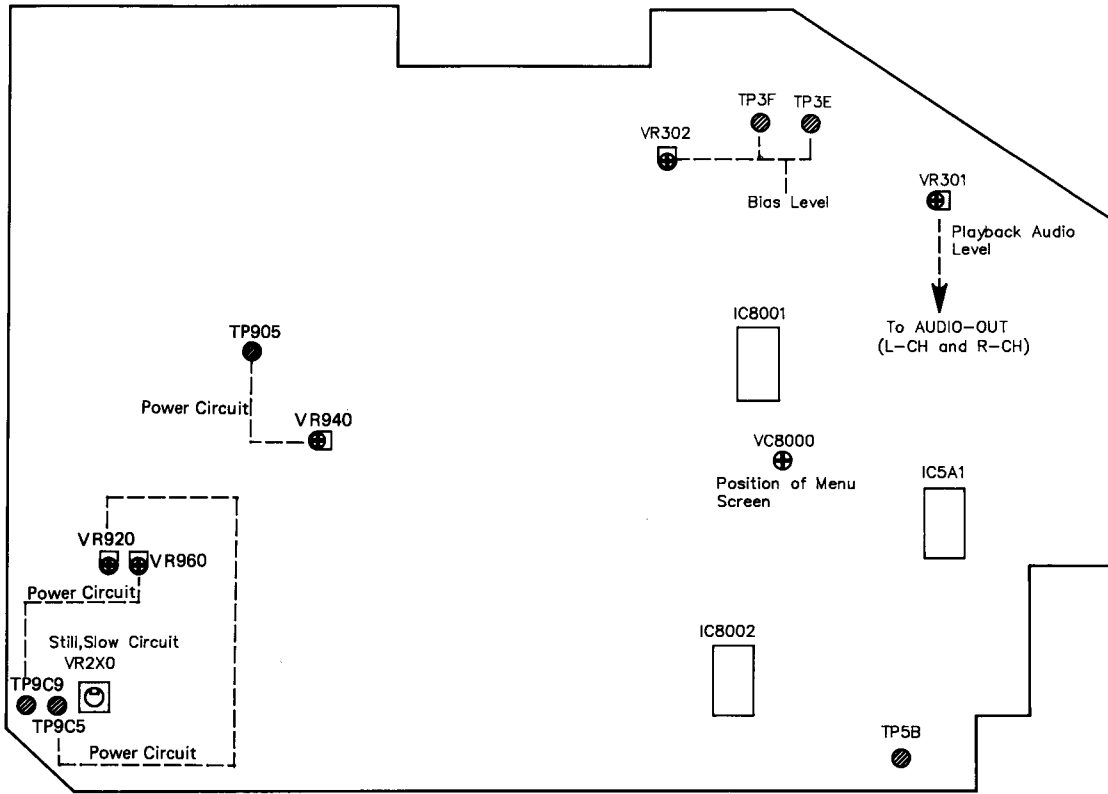 TP3F
TP3E
VR302
Bias Level
VR301
Playback Audio
Level
To AUDIO-OUT
(L-CH and R-CH)
IC8001
TP905
Power Circuit
VR940
VC8000
Position of Menu
Screen
IC5A1
VR920
VR960
Power Circuit
Still,Slow Circuit
VR2X0
TP9C9
TP9C5
Power Circuit
IC8002
TP5B